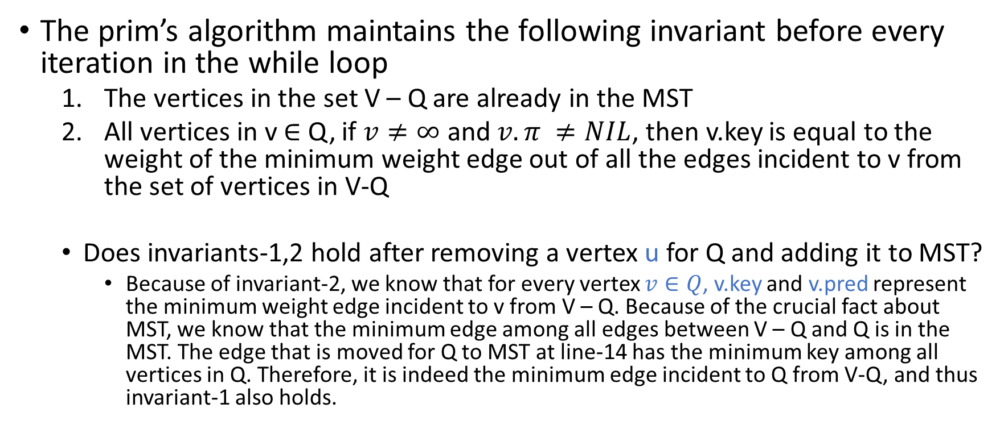 • The prim’s algorithm maintains the following invariant before every
iteration in the while loop
1. The vertices in the set V – Q are already in the MST
2. All vertices in v ∈ Q, if 𝑣 ≠ ∞ and 𝑣. 𝜋 ≠ 𝑁𝐼𝐿, then v.key is equal to the
weight of the minimum weight edge out of all the edges incident to v from
the set of vertices in V-Q
• Does invariants-1,2 hold after removing a vertex u for Q and adding it to MST?
• Because of invariant-2, we know that for every vertex 𝑣 ∈ 𝑄, v.key and v.pred represent
the minimum weight edge incident to v from V – Q. Because of the crucial fact about
MST, we know that the minimum edge among all edges between V – Q and Q is in the
MST. The edge that is moved for Q to MST at line-14 has the minimum key among all
vertices in Q. Therefore, it is indeed the minimum edge incident to Q from V-Q, and thus
invariant-1 also holds.